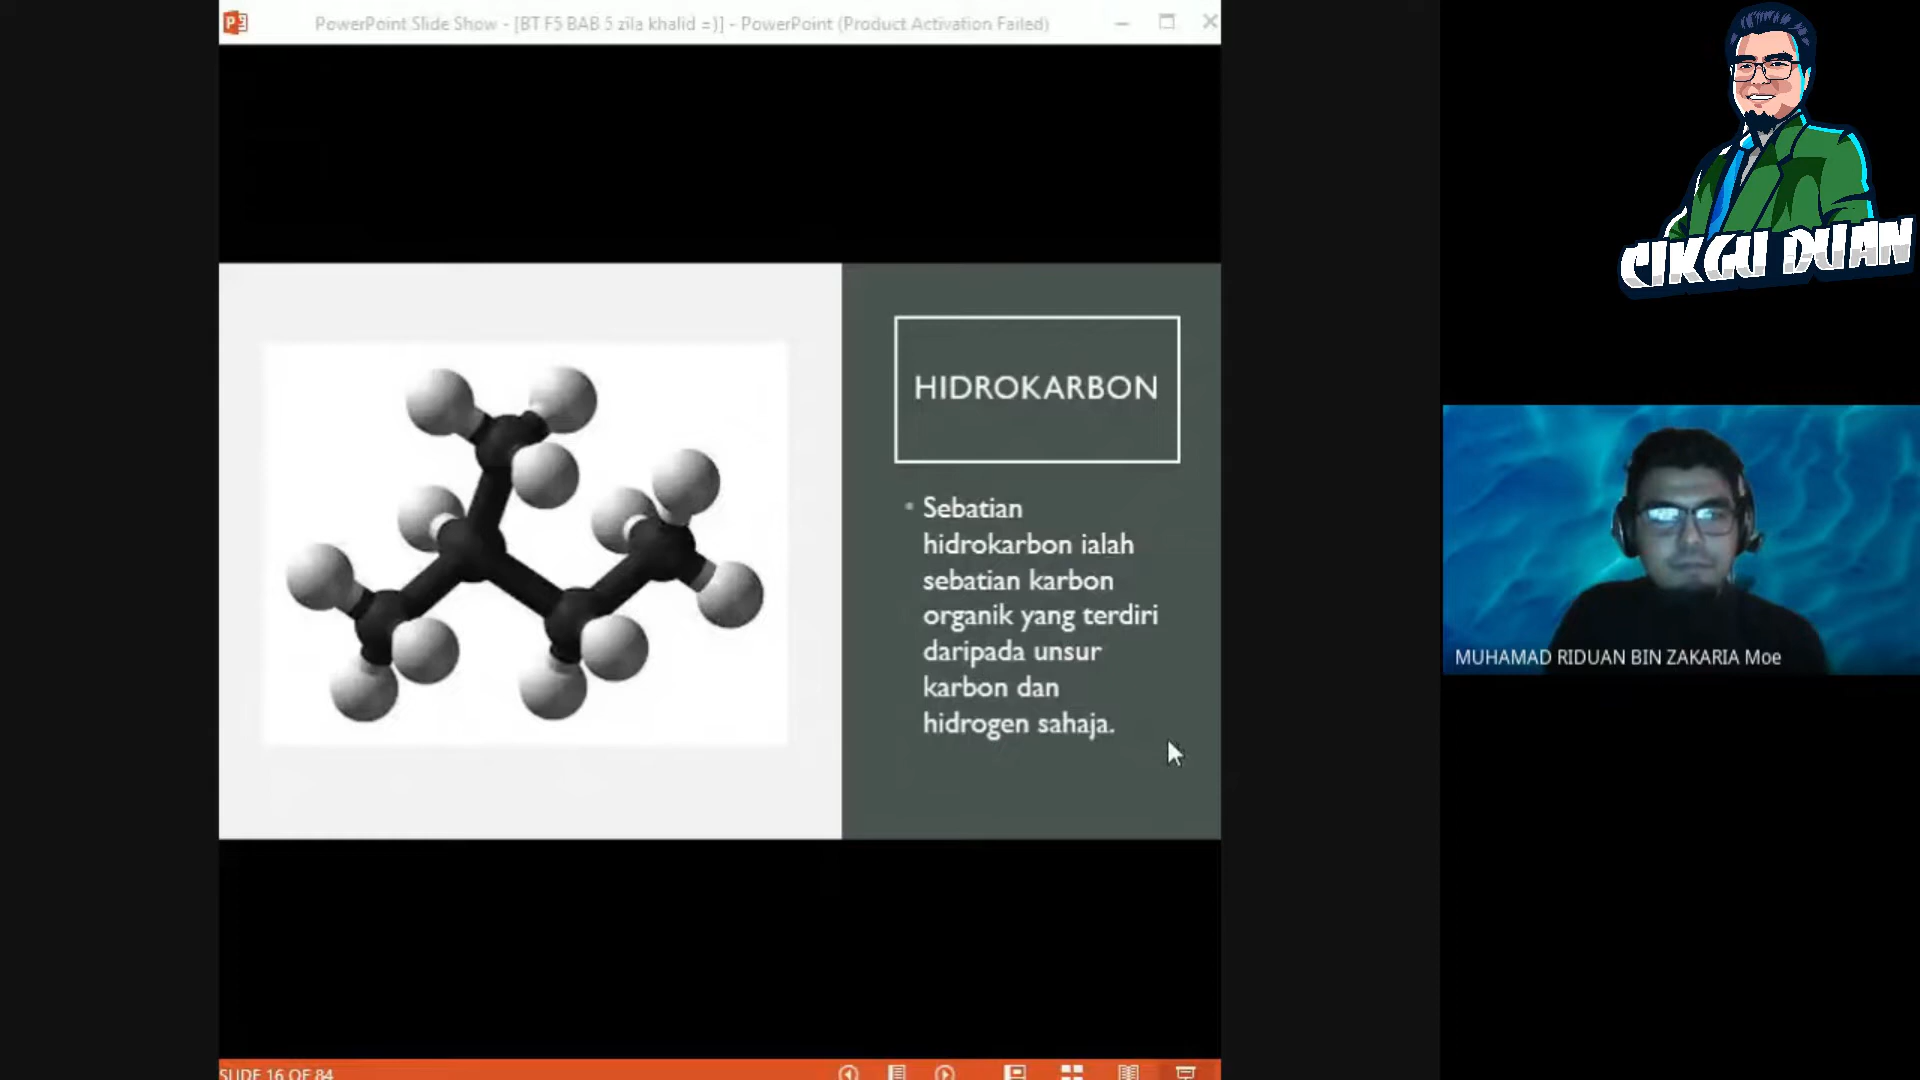 PowerPoint Slide Show - [BT F5 BAB 5 zila khalid =)] - PowerPoint (Product Activation Failed)
CIKGU DUAN
HIDROKARBON
• Sebatian
hidrokarbon ialah
sebatian karbon
organik yang terdiri
daripada unsur
karbon dan
hidrogen sahaja.
MUHAMAD RIDUAN BIN ZAKARIA Moe
SLIDE 16 OF 84